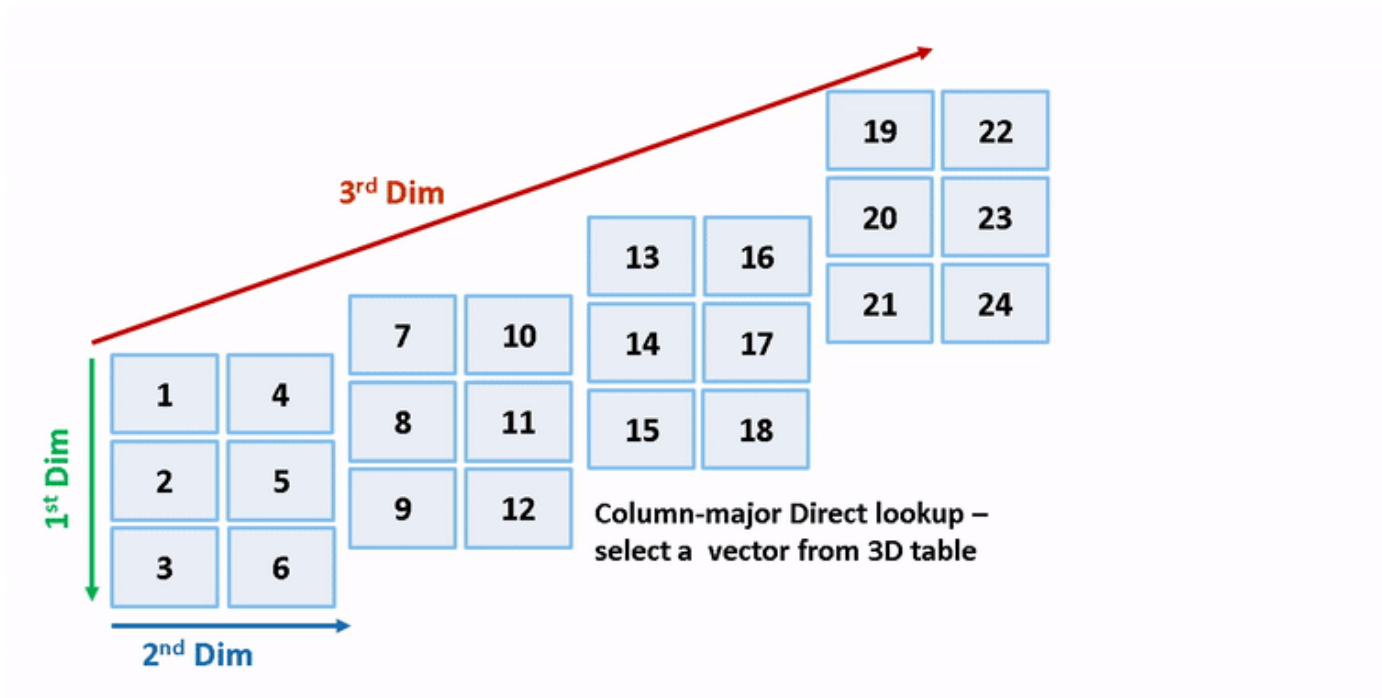 3rd Dim
19 22
20 23
21 24
13 16
14 17
15 18
7 10
8 11
9 12
1 4
2 5
3 6
1st Dim
2nd Dim
Column-major Direct lookup –
select a vector from 3D table